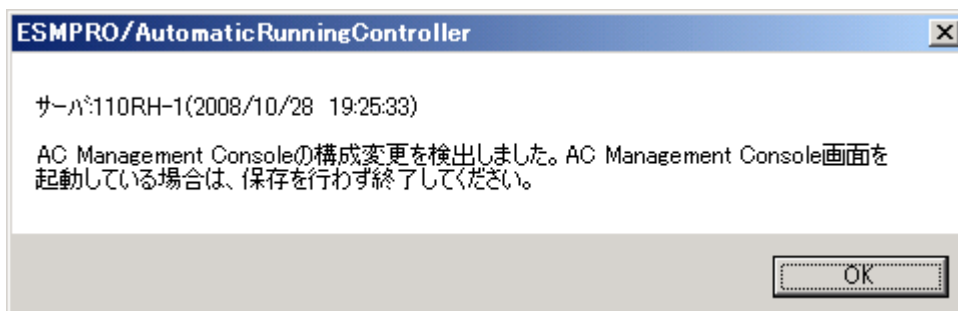 ESMPRO/AutomaticRunningController
サーバ:110RH-1(2008/10/28 19:25:33)
AC Management Consoleの構成変更を検出しました。AC Management Console画面を
起動している場合は、保存を行わず終了してください。
OK